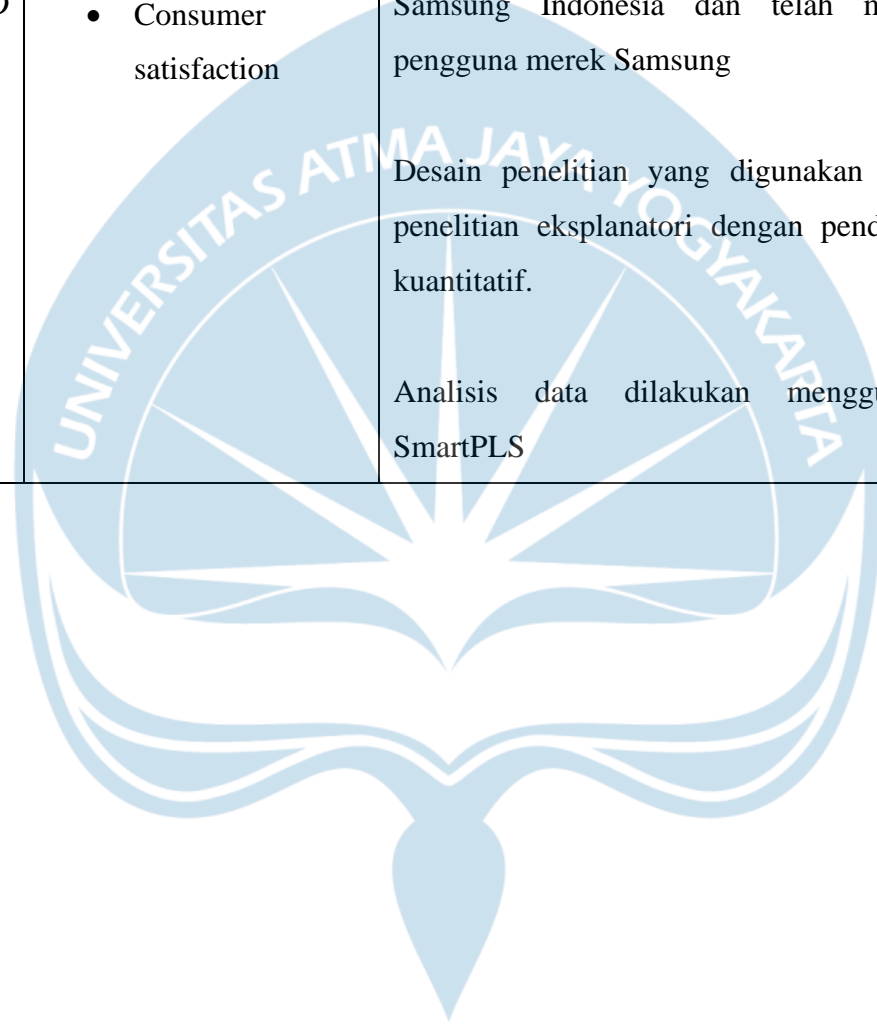 • Consumer
satisfaction
Samsung Indonesia dan telah
pengguna merek Samsung
Desain penelitian yang digunakan
penelitian eksplanatori dengan
kuantitatif.
Analisis data dilakukan
SmartPLS
UNIVERSITAS ATMA JAYA YOGYAKARTA